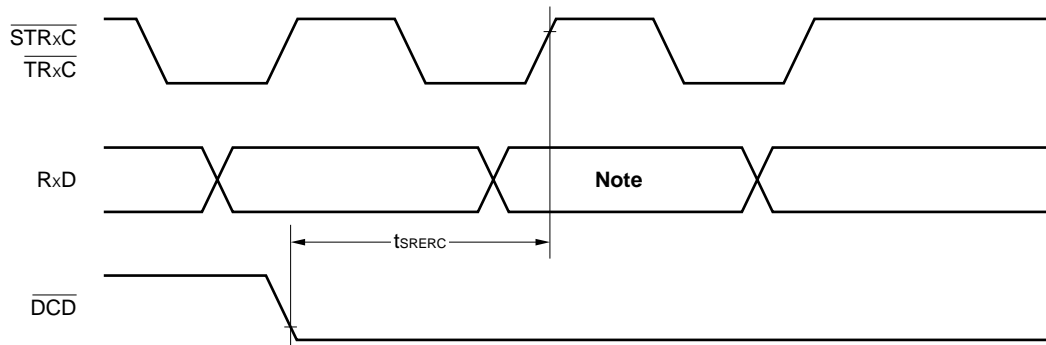 STRxC
TRxC
RxD
Note
tSRERC
DCD